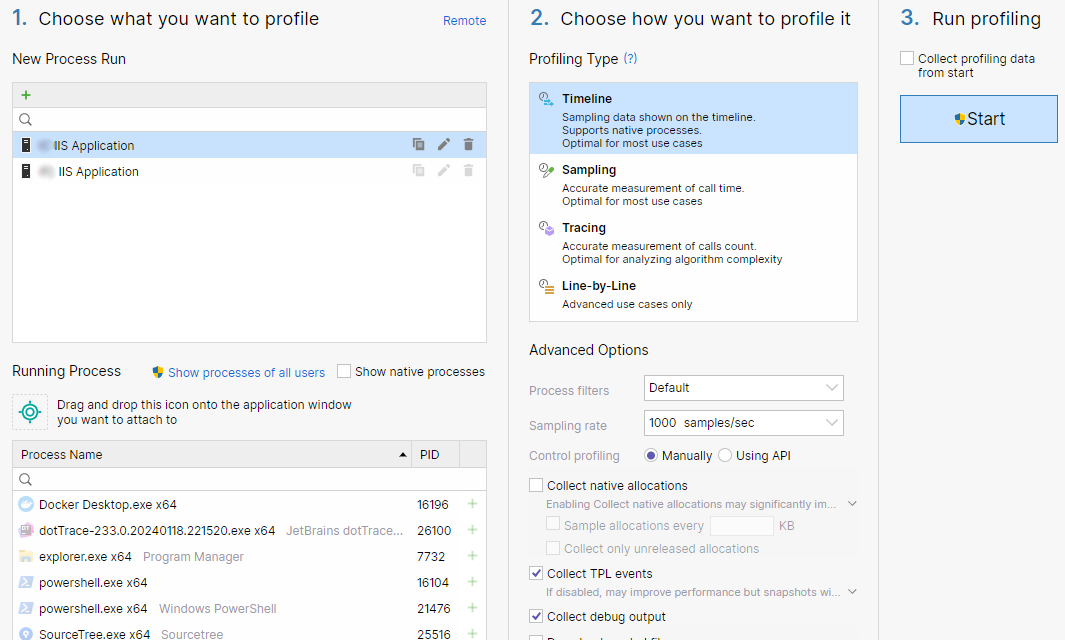 1. Choose what you want to profile
Remote
New Process Run
+
IIS Application
IIS Application
Running Process
Show processes of all users
Show native processes
Drag and drop this icon onto the application window
you want to attach to
Process Name
PID
Docker Desktop.exe x64 16196 +
dotTrace-233.0.20240118.221520.exe x64 JetBrains dotTrace... 26100 +
explorer.exe x64 Program Manager 7732 +
powershell.exe x64 16104 +
powershell.exe x64 Windows PowerShell 21476 +
SourceTree.exe x64 Sourcetree 25516 +
2. Choose how you want to profile it
Profiling Type (?)
Timeline
Sampling data shown on the timeline.
Supports native processes.
Optimal for most use cases
Sampling
Accurate measurement of call time.
Optimal for most use cases
Tracing
Accurate measurement of calls count.
Optimal for analyzing algorithm complexity
Line-by-Line
Advanced use cases only
Advanced Options
Process filters Default
Sampling rate 1000 samples/sec
Control profiling Manually Using API
Collect native allocations
Enabling Collect native allocations may significantly im...
Sample allocations every KB
Collect only unreleased allocations
Collect TPL events
If disabled, may improve performance but snapshots wi...
Collect debug output
3. Run profiling
Collect profiling data
from start
Start